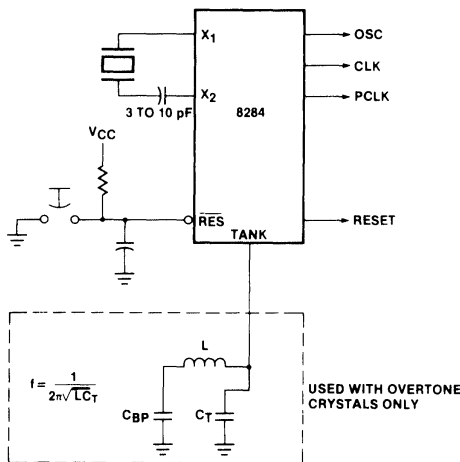 X1
OSC
CLK
X2
PCLK
3 TO 10 pF
8284
VCC
RES
RESET
TANK
L
f = 1 / 2π√LCT
CBP
CT
USED WITH OVERTONE
CRYSTALS ONLY